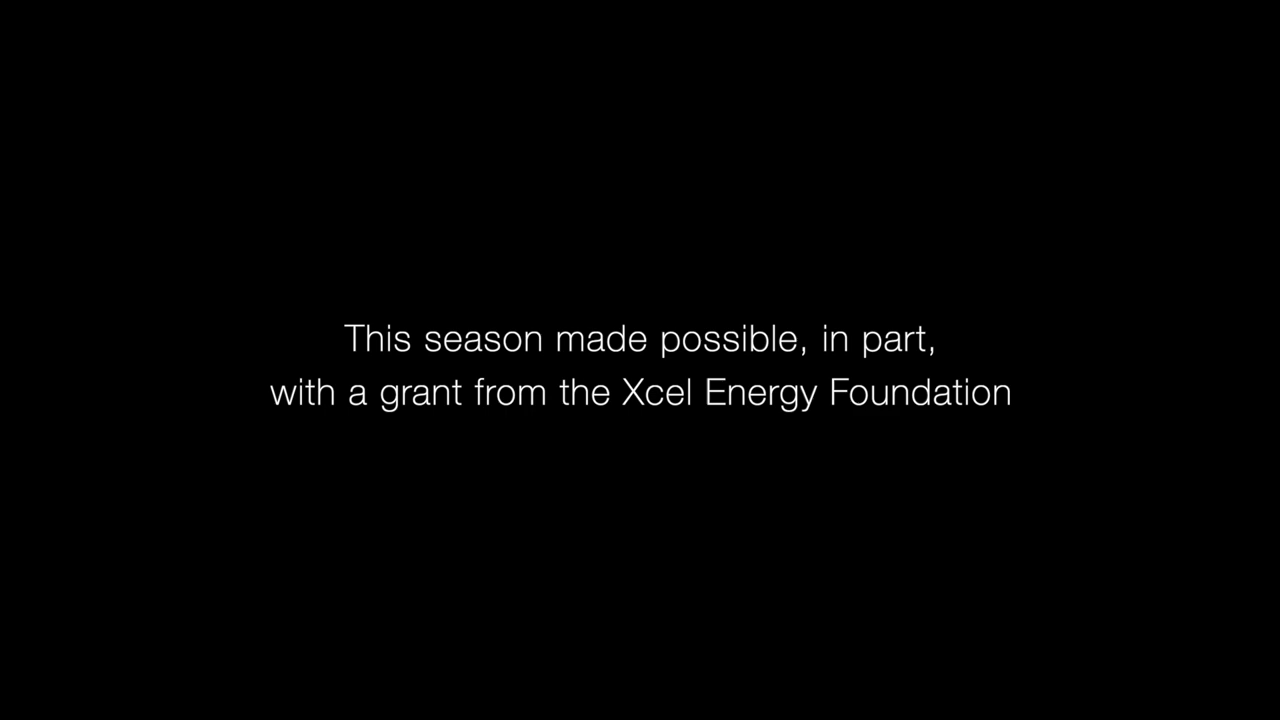 This season made possible, in part,
with a grant from the Xcel Energy Foundation